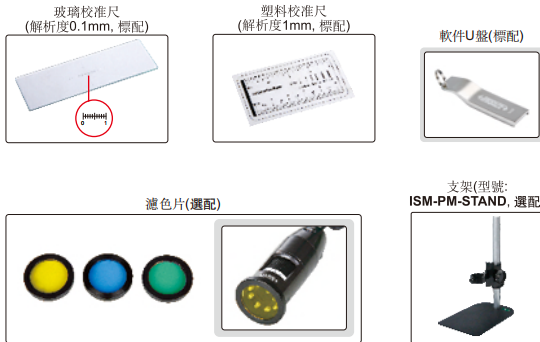 玻璃校准尺
(解析度0.1mm, 標配)
塑料校准尺
(解析度1mm, 標配)
軟件U盤(標配)
0 1
濾色片(選配)
支架(型號:
ISM-PM-STAND, 選配